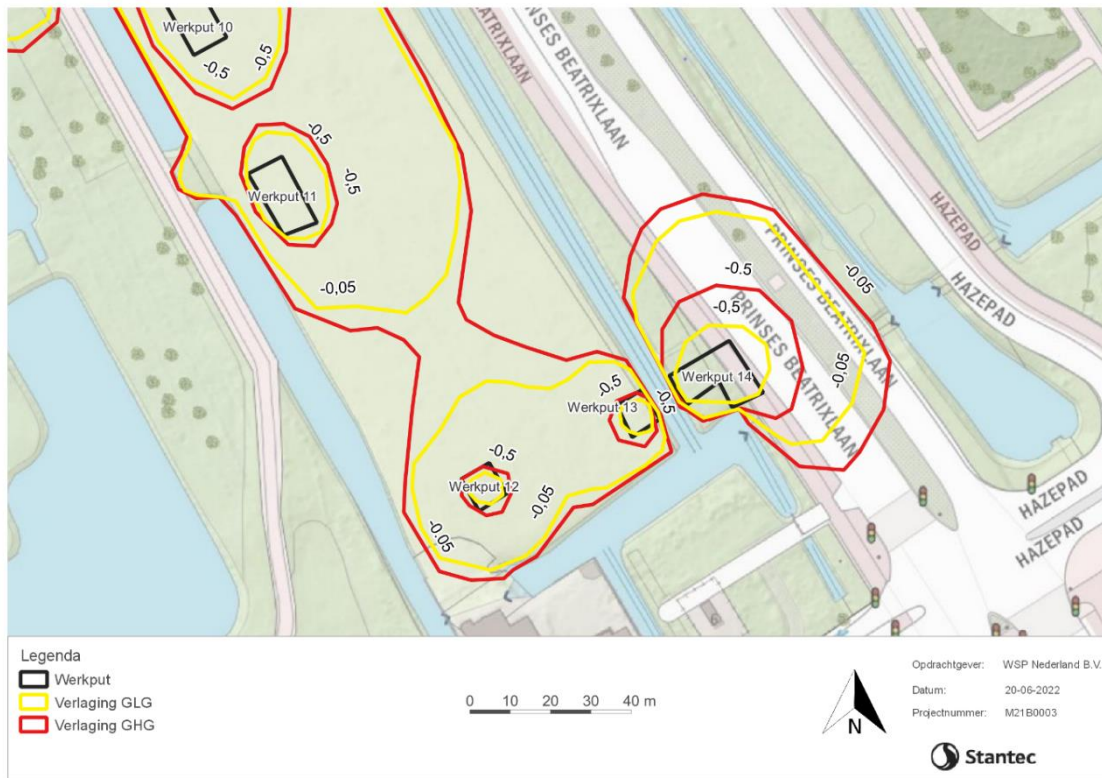 Werkput 10
-0,5
-0,5
-0,5
-0,5
Werkput 11
-0,05
PRINSES BEATRIXLAAN
PRINSES BEATRIXLAAN
HAZEPAD
HAZEPAD
PRINSES BEATRIXLAAN
-0.05
-0.5
-0,5
PRINSES BEATRIXLAAN
-0,05
Werkput 14
-0,5
-0,5
Werkput 13
-0,5
Werkput 12
-0,05
-0.05
HAZEPAD
HAZEPAD
6
Legenda
Werkput
Verlaging GLG
Verlaging GHG
0 10 20 30 40 m
N
Opdrachtgever: WSP Nederland B.V.
Datum: 20-06-2022
Projectnummer: M21B0003
Stantec